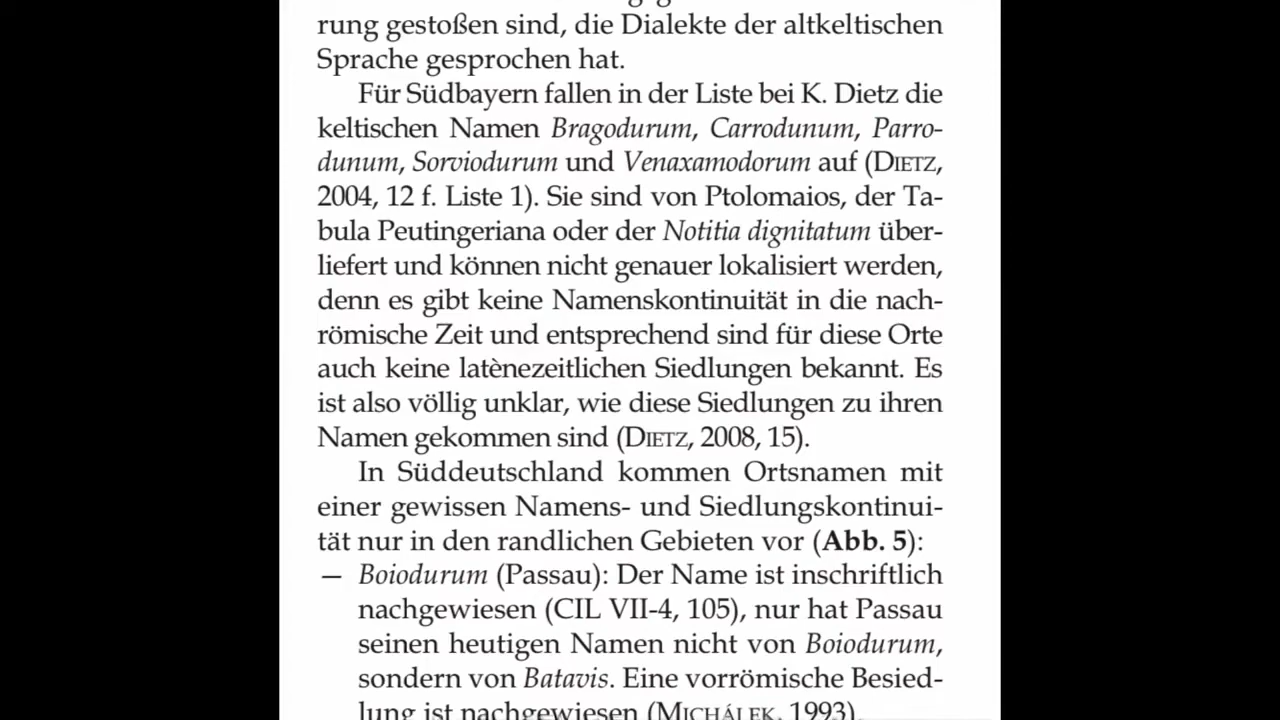 rung gestoßen sind, die Dialekte der altkeltischen
Sprache gesprochen hat.
Für Südbayern fallen in der Liste bei K. Dietz die
keltischen Namen Bragodurum, Carrodunum, Parro-
dunum, Sorviodurum und Venaxamodorum auf (DIETZ,
2004, 12 f. Liste 1). Sie sind von Ptolomaios, der Ta-
bula Peutingeriana oder der Notitia dignitatum über-
liefert und können nicht genauer lokalisiert werden,
denn es gibt keine Namenskontinuität in die nach-
römische Zeit und entsprechend sind für diese Orte
auch keine latènezeitlichen Siedlungen bekannt. Es
ist also völlig unklar, wie diese Siedlungen zu ihren
Namen gekommen sind (DIETZ, 2008, 15).
In Süddeutschland kommen Ortsnamen mit
einer gewissen Namens- und Siedlungskontinui-
tät nur in den randlichen Gebieten vor (Abb. 5):
— Boiodurum (Passau): Der Name ist inschriftlich
nachgewiesen (CIL VII-4, 105), nur hat Passau
seinen heutigen Namen nicht von Boiodurum,
sondern von Batavis. Eine vorrömische Besied-
lung ist nachgewiesen (MICHÁLEK, 1993).